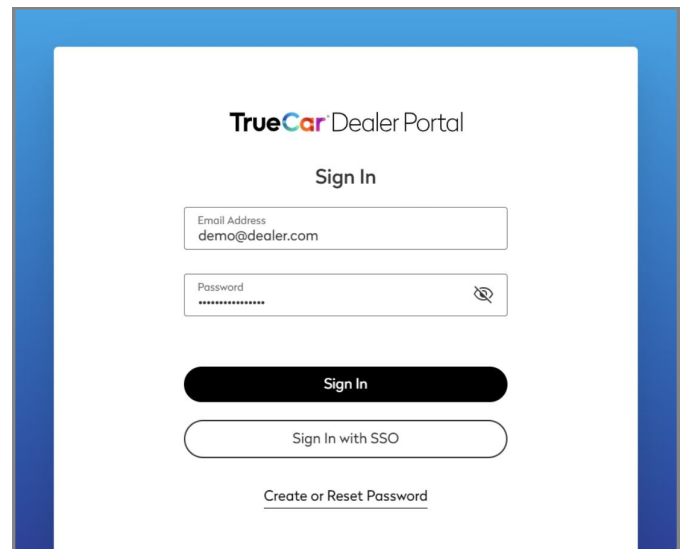 TrueCar Dealer Portal
Sign In
Email Address
demo@dealer.com
Password
••••••••••••••••
Sign In
Sign In with SSO
Create or Reset Password